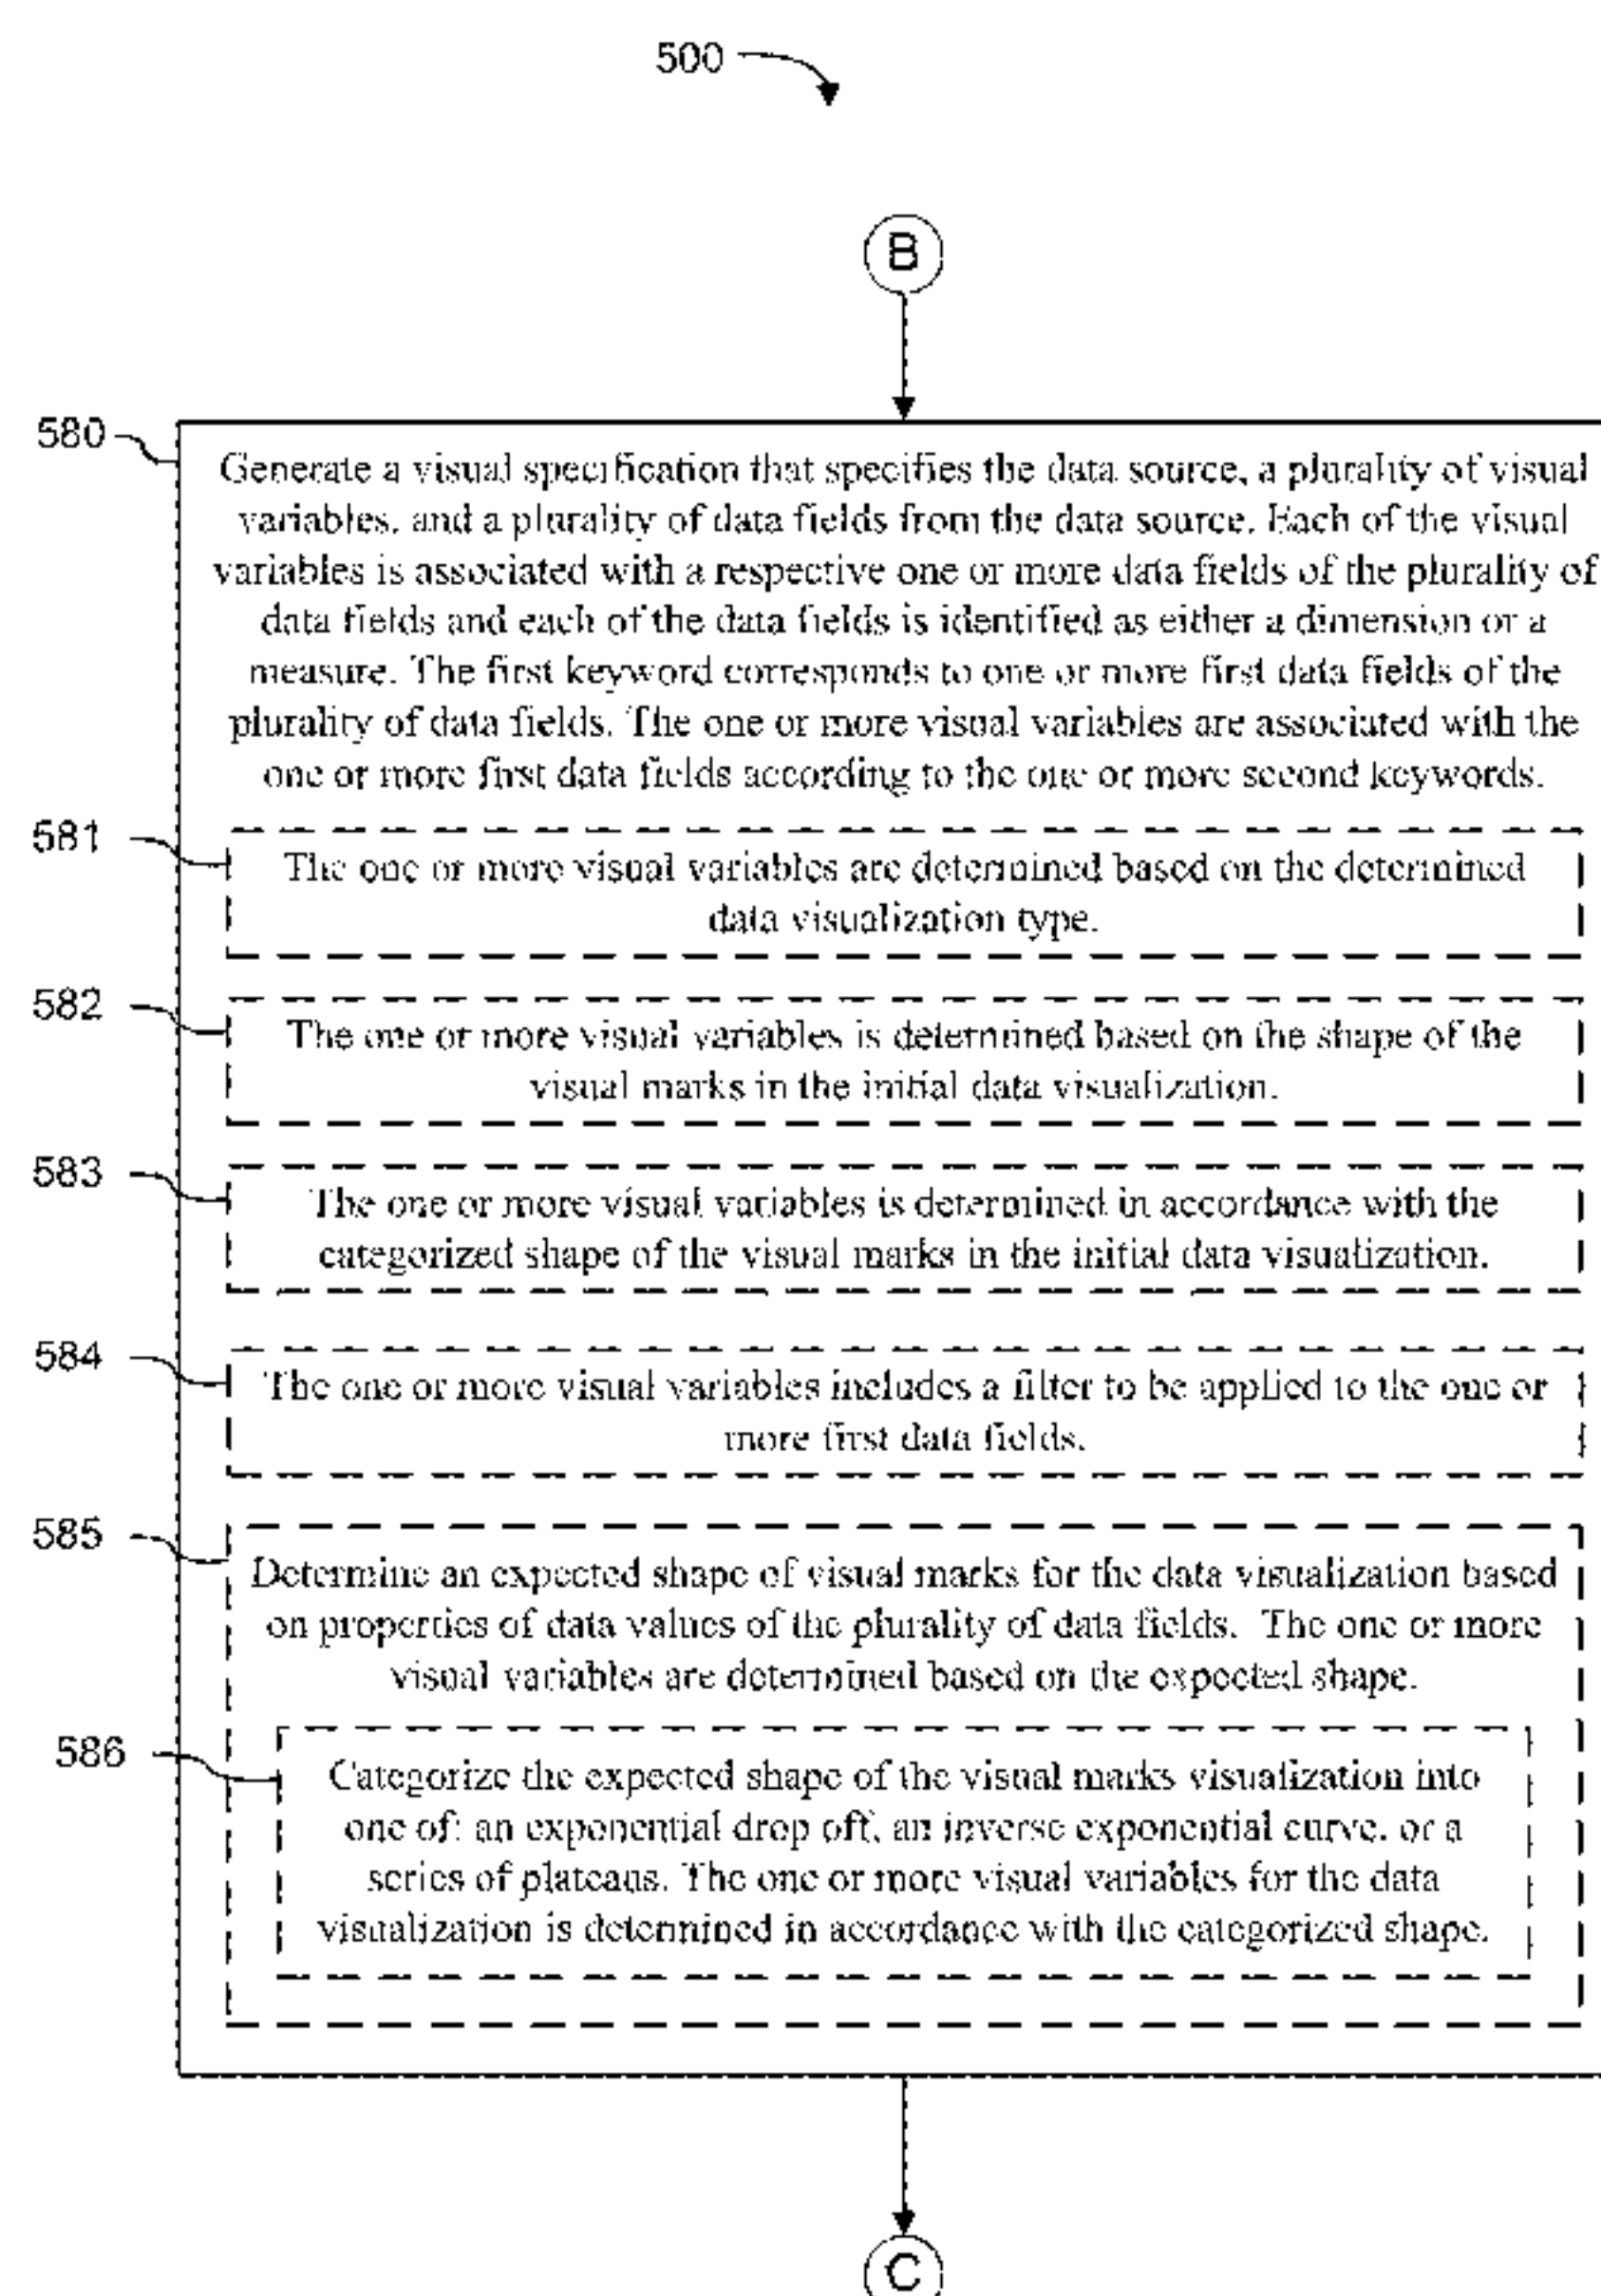 500
B
580
Generate a visual specification that specifies the data source, a plurality of visual
variables, and a plurality of data fields from the data source. Each of the visual
variables is associated with a respective one or more data fields of the plurality of
data fields and each of the data fields is identified as either a dimension or a
measure. The first keyword corresponds to one or more first data fields of the
plurality of data fields. The one or more visual variables are associated with the
one or more first data fields according to the one or more second keywords.
581
The one or more visual variables are determined based on the determined
data visualization type.
582
The one or more visual variables is determined based on the shape of the
visual marks in the initial data visualization.
583
The one or more visual variables is determined in accordance with the
categorized shape of the visual marks in the initial data visualization.
584
The one or more visual variables includes a filter to be applied to the one or
more first data fields.
585
Determine an expected shape of visual marks for the data visualization based
on properties of data values of the plurality of data fields. The one or more
visual variables are determined based on the expected shape.
586
Categorize the expected shape of the visual marks visualization into
one of: an exponential drop off, an inverse exponential curve, or a
series of plateaus. The one or more visual variables for the data
visualization is determined in accordance with the categorized shape.
C